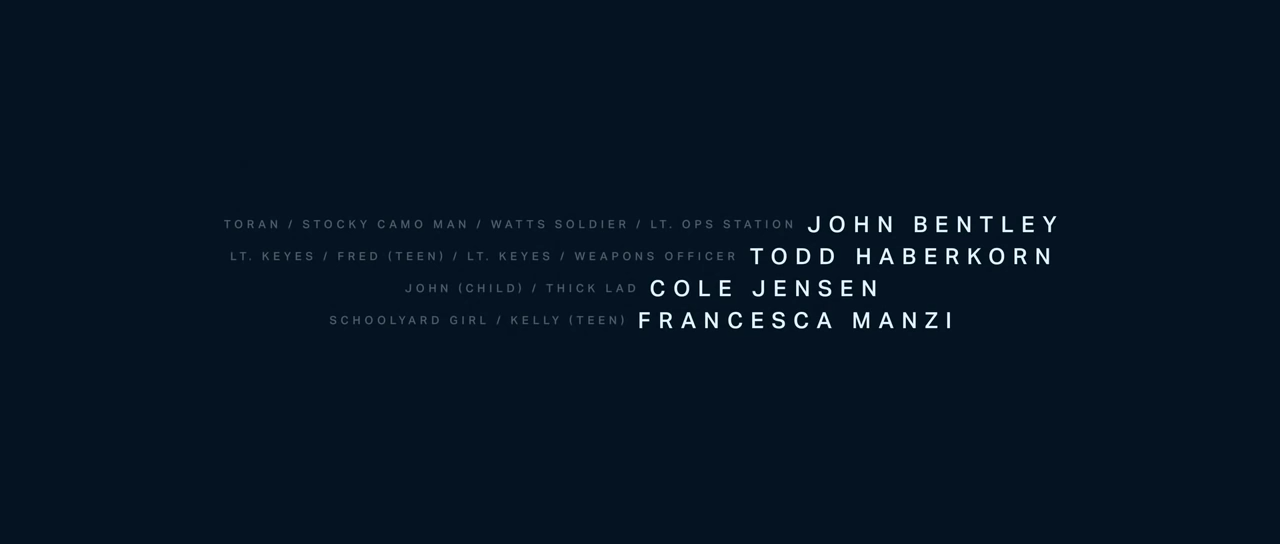 TORAN / STOCKY CAMO MAN / WATTS SOLDIER / LT. OPS STATION JOHN BENTLEY
LT. KEYES / FRED (TEEN) / LT. KEYES / WEAPONS OFFICER TODD HABERKORN
JOHN (CHILD) / THICK LAD COLE JENSEN
SCHOOLYARD GIRL / KELLY (TEEN) FRANCESCA MANZI